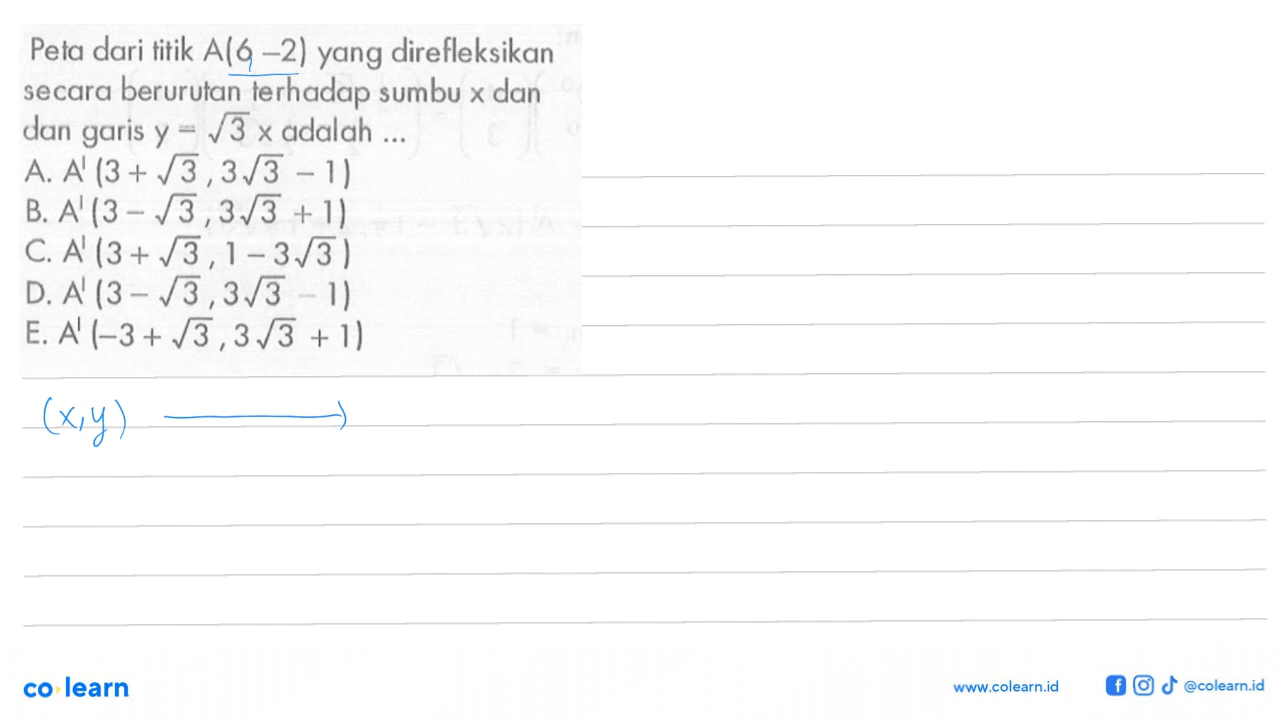 Peta dari titik A(6, -2) yang direfleksikan
secara berurutan terhadap sumbu x dan
dan garis y = √3 x adalah ...
A. A' (3 + √3 , 3√3 - 1)
B. A' (3 - √3 , 3√3 + 1)
C. A' (3 + √3 , 1 - 3√3 )
D. A' (3 - √3 , 3√3 - 1)
E. A' (-3 + √3 , 3√3 + 1)
(x,y) ⟶
co learn
www.colearn.id
@colearn.id